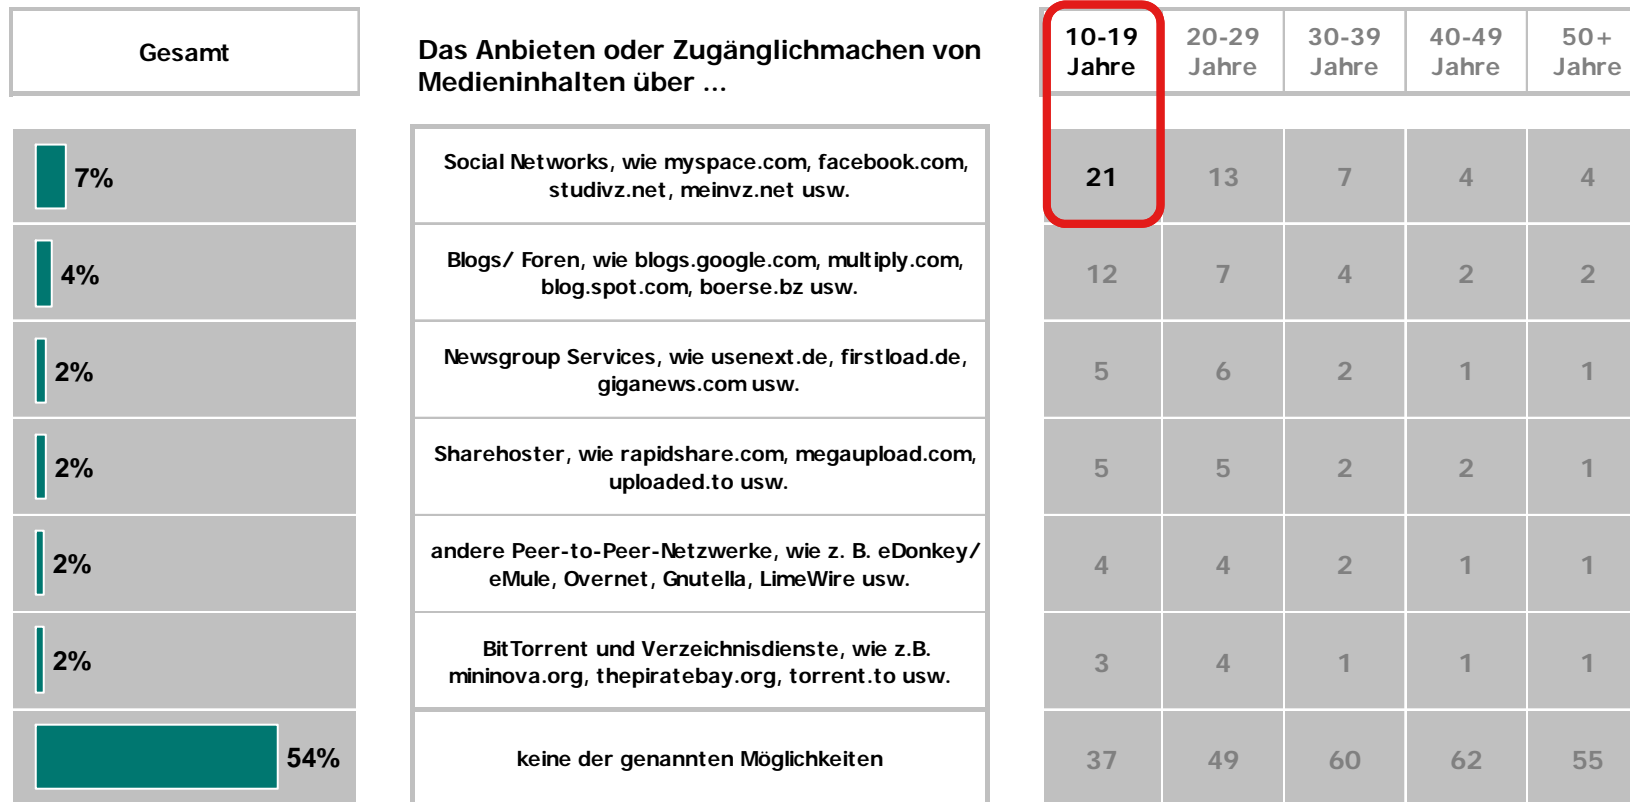 Gesamt
Das Anbieten oder Zugänglichmachen von
Medieninhalten über ...
10-19
Jahre
20-29
Jahre
30-39
Jahre
40-49
Jahre
50+
Jahre
7%
Social Networks, wie myspace.com, facebook.com,
studivz.net, meinvz.net usw.
21 13 7 4 4
4%
Blogs/ Foren, wie blogs.google.com, multiply.com,
blog.spot.com, boerse.bz usw.
12 7 4 2 2
2%
Newsgroup Services, wie usenext.de, firstload.de,
giganews.com usw.
5 6 2 1 1
2%
Sharehoster, wie rapidshare.com, megaupload.com,
uploaded.to usw.
5 5 2 2 1
2%
andere Peer-to-Peer-Netzwerke, wie z. B. eDonkey/
eMule, Overnet, Gnutella, LimeWire usw.
4 4 2 1 1
2%
BitTorrent und Verzeichnisdienste, wie z.B.
mininova.org, thepiratebay.org, torrent.to usw.
3 4 1 1 1
54%
keine der genannten Möglichkeiten
37 49 60 62 55